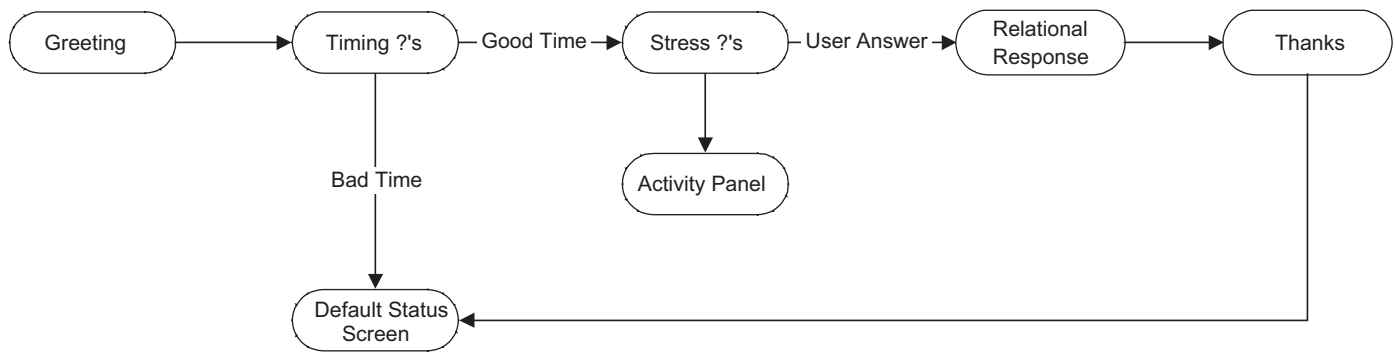 Greeting
Timing ?'s
Good Time
Stress ?'s
User Answer
Relational
Response
Thanks
Bad Time
Activity Panel
Default Status
Screen